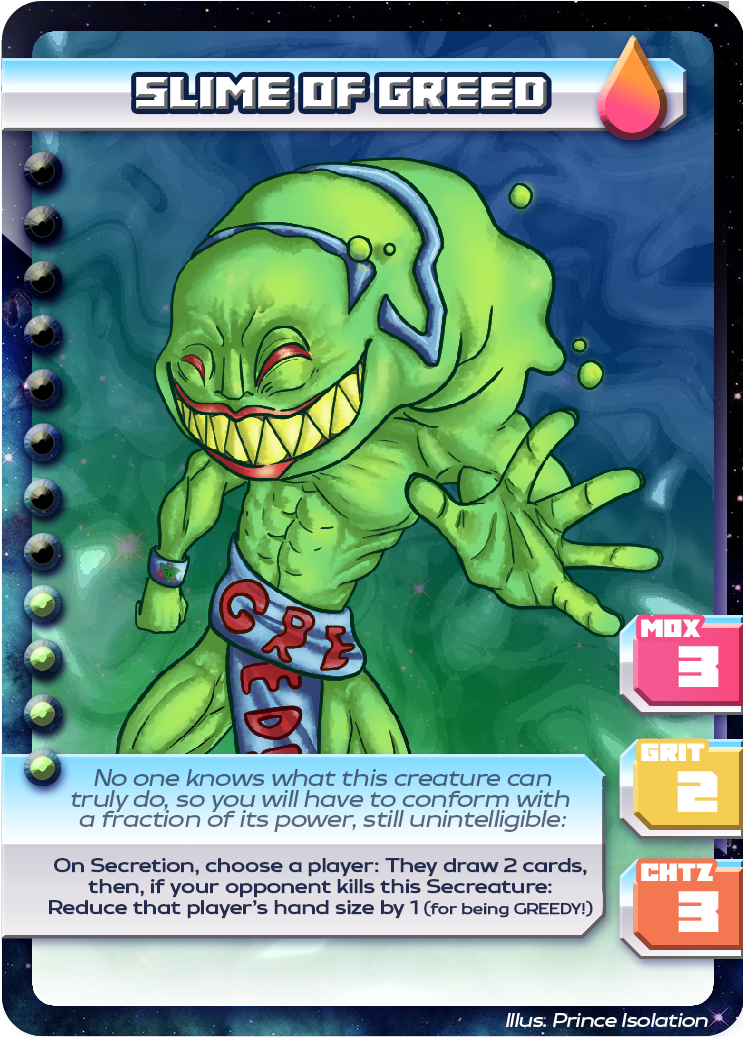 SLIME OF GREED
GRE
EDI
MOX
3
GRIT
2
CHTZ
3
No one knows what this creature can
truly do, so you will have to conform with
a fraction of its power, still unintelligible:
On Secretion, choose a player: They draw 2 cards,
then, if your opponent kills this Secreature:
Reduce that player's hand size by 1 (for being GREEDY!)
Illus. Prince Isolation